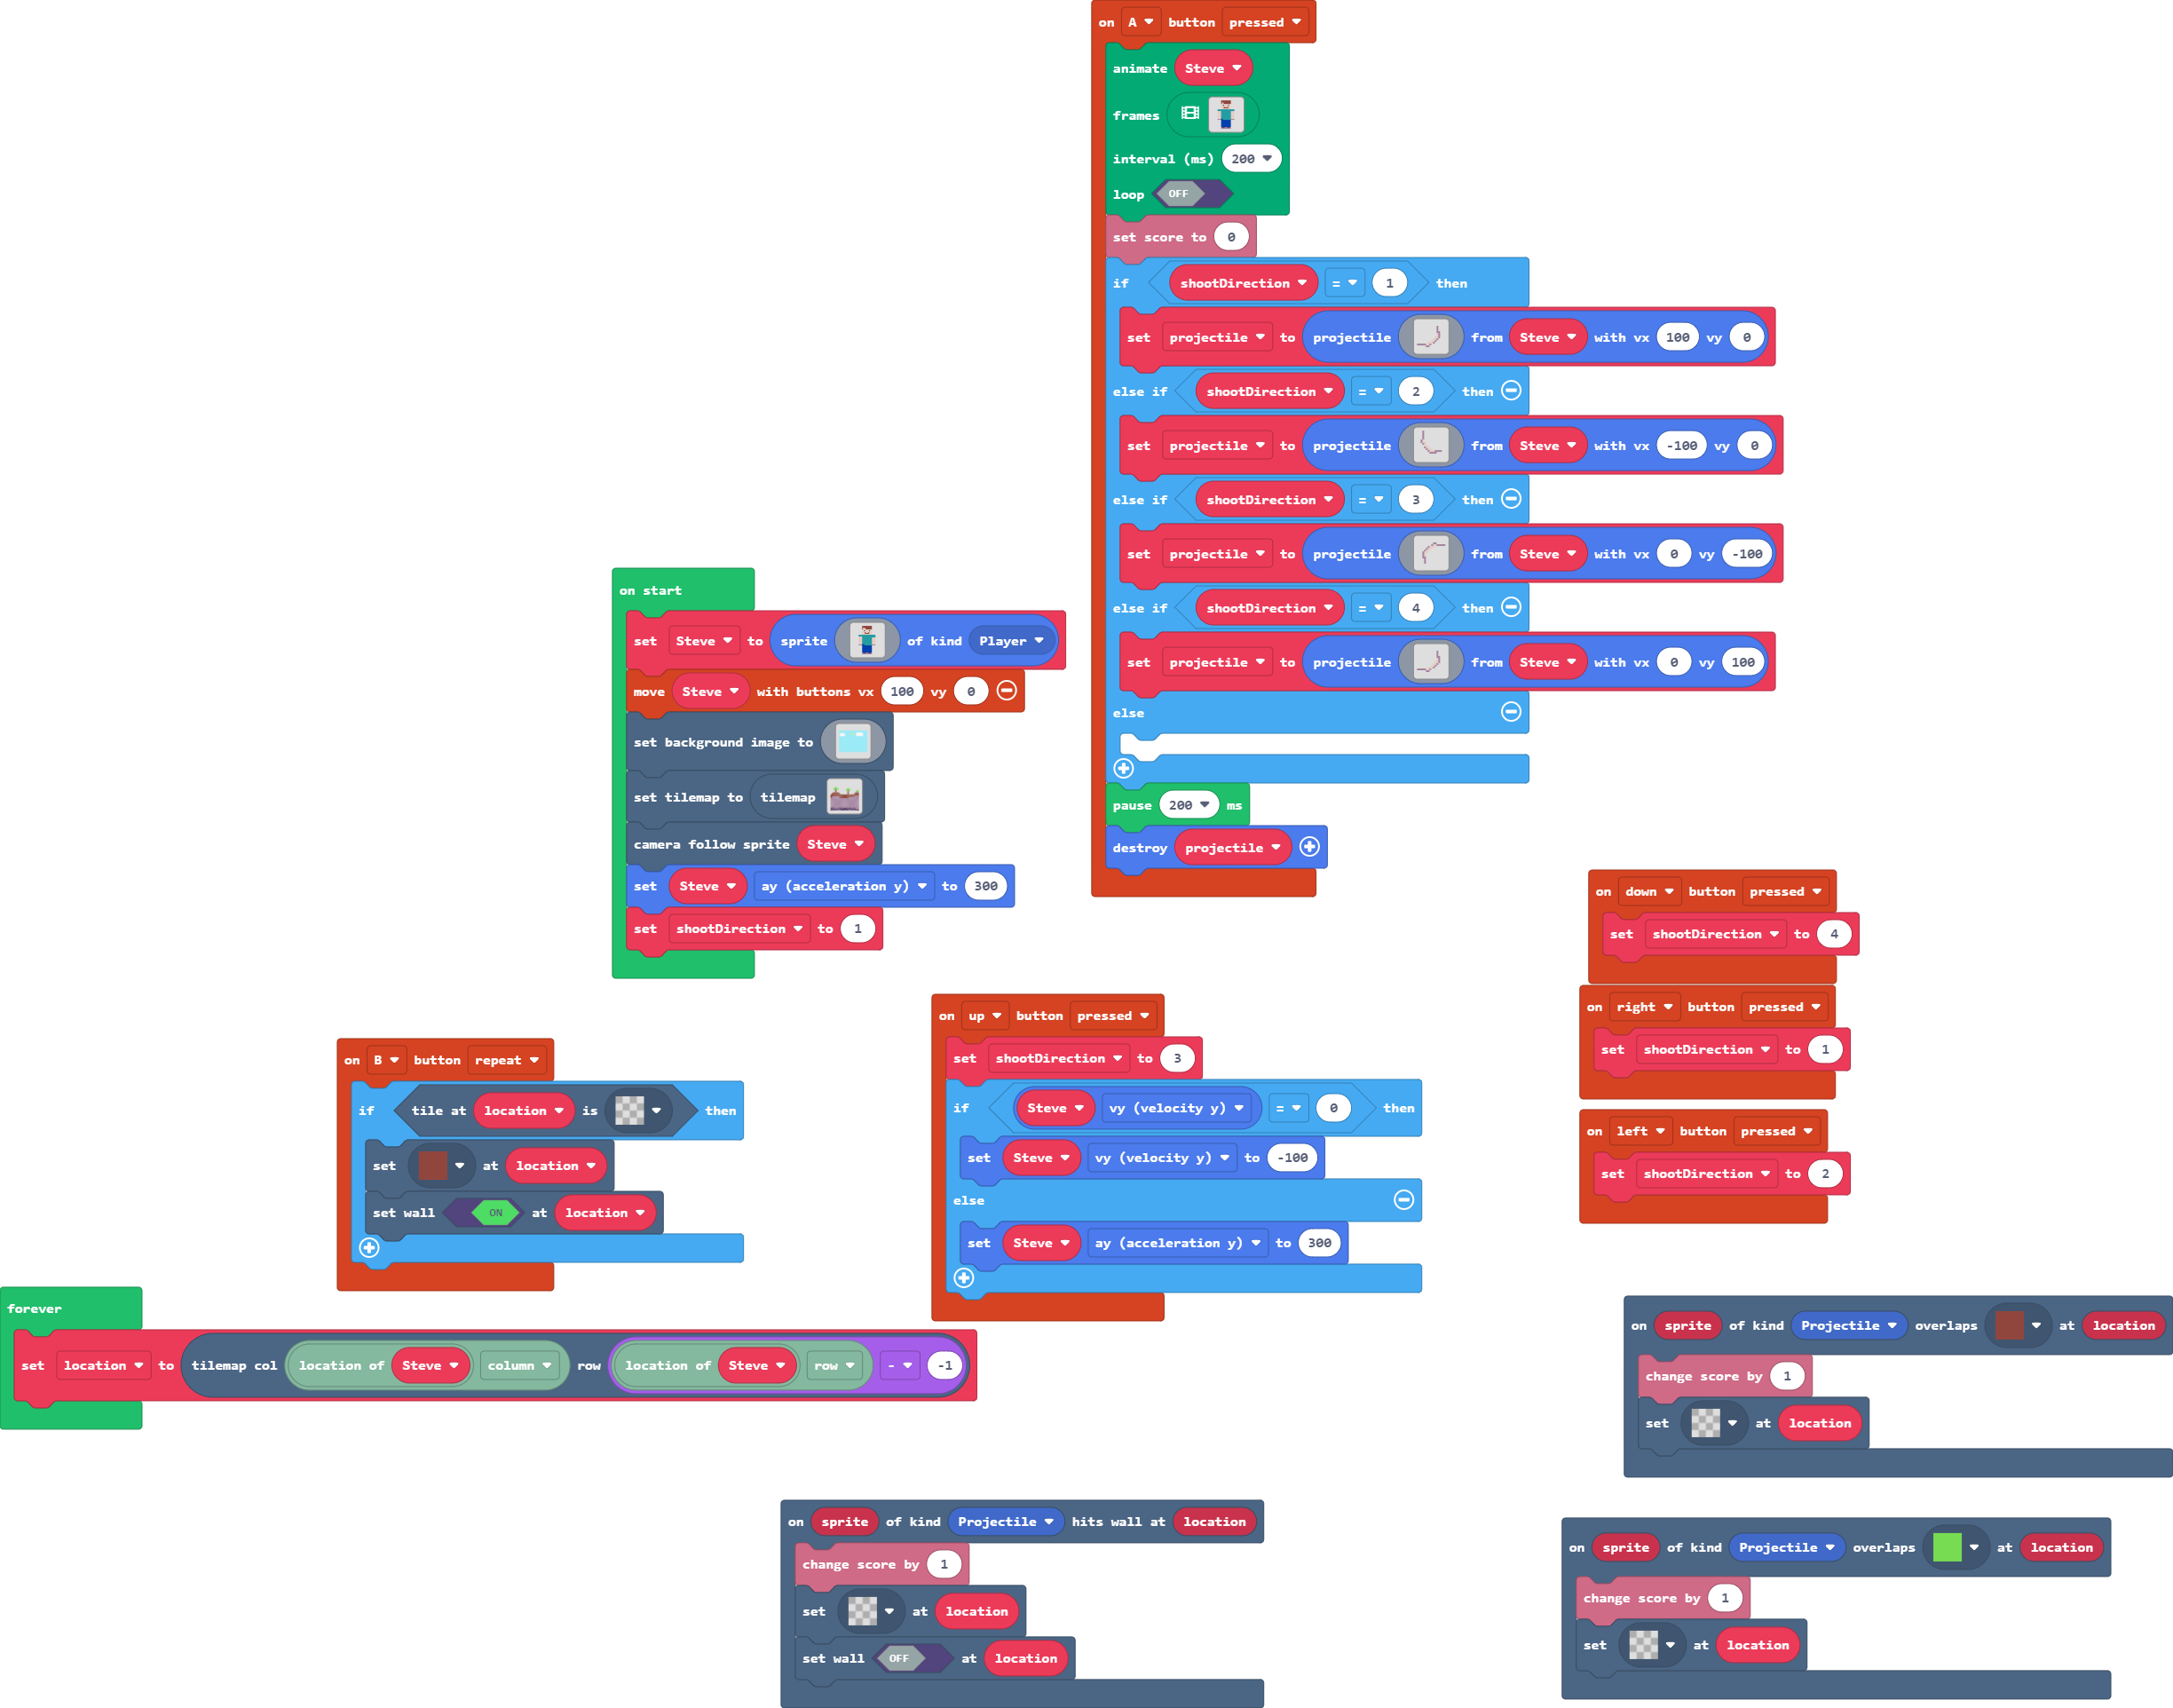 on A button pressed
animate Steve
frames
interval (ms) 200
loop OFF
set score to 0
if shootDirection = 1 then
set projectile to projectile from Steve with vx 100 vy 0
else if shootDirection = 2 then
set projectile to projectile from Steve with vx -100 vy 0
else if shootDirection = 3 then
set projectile to projectile from Steve with vx 0 vy -100
else if shootDirection = 4 then
set projectile to projectile from Steve with vx 0 vy 100
else
pause 200 ms
destroy projectile
on start
set Steve to sprite of kind Player
move Steve with buttons vx 100 vy 0
set background image to
set tilemap to tilemap
camera follow sprite Steve
set Steve ay (acceleration y) to 300
set shootDirection to 1
on down button pressed
set shootDirection to 4
on right button pressed
set shootDirection to 1
on left button pressed
set shootDirection to 2
on up button pressed
set shootDirection to 3
if Steve vy (velocity y) = 0 then
set Steve vy (velocity y) to -100
else
set Steve ay (acceleration y) to 300
on B button repeat
if tile at location is then
set at location
set wall ON at location
forever
set location to tilemap col location of Steve column row location of Steve row - -1
on sprite of kind Projectile overlaps at location
change score by 1
set at location
on sprite of kind Projectile hits wall at location
change score by 1
set at location
set wall OFF at location
on sprite of kind Projectile overlaps at location
change score by 1
set at location